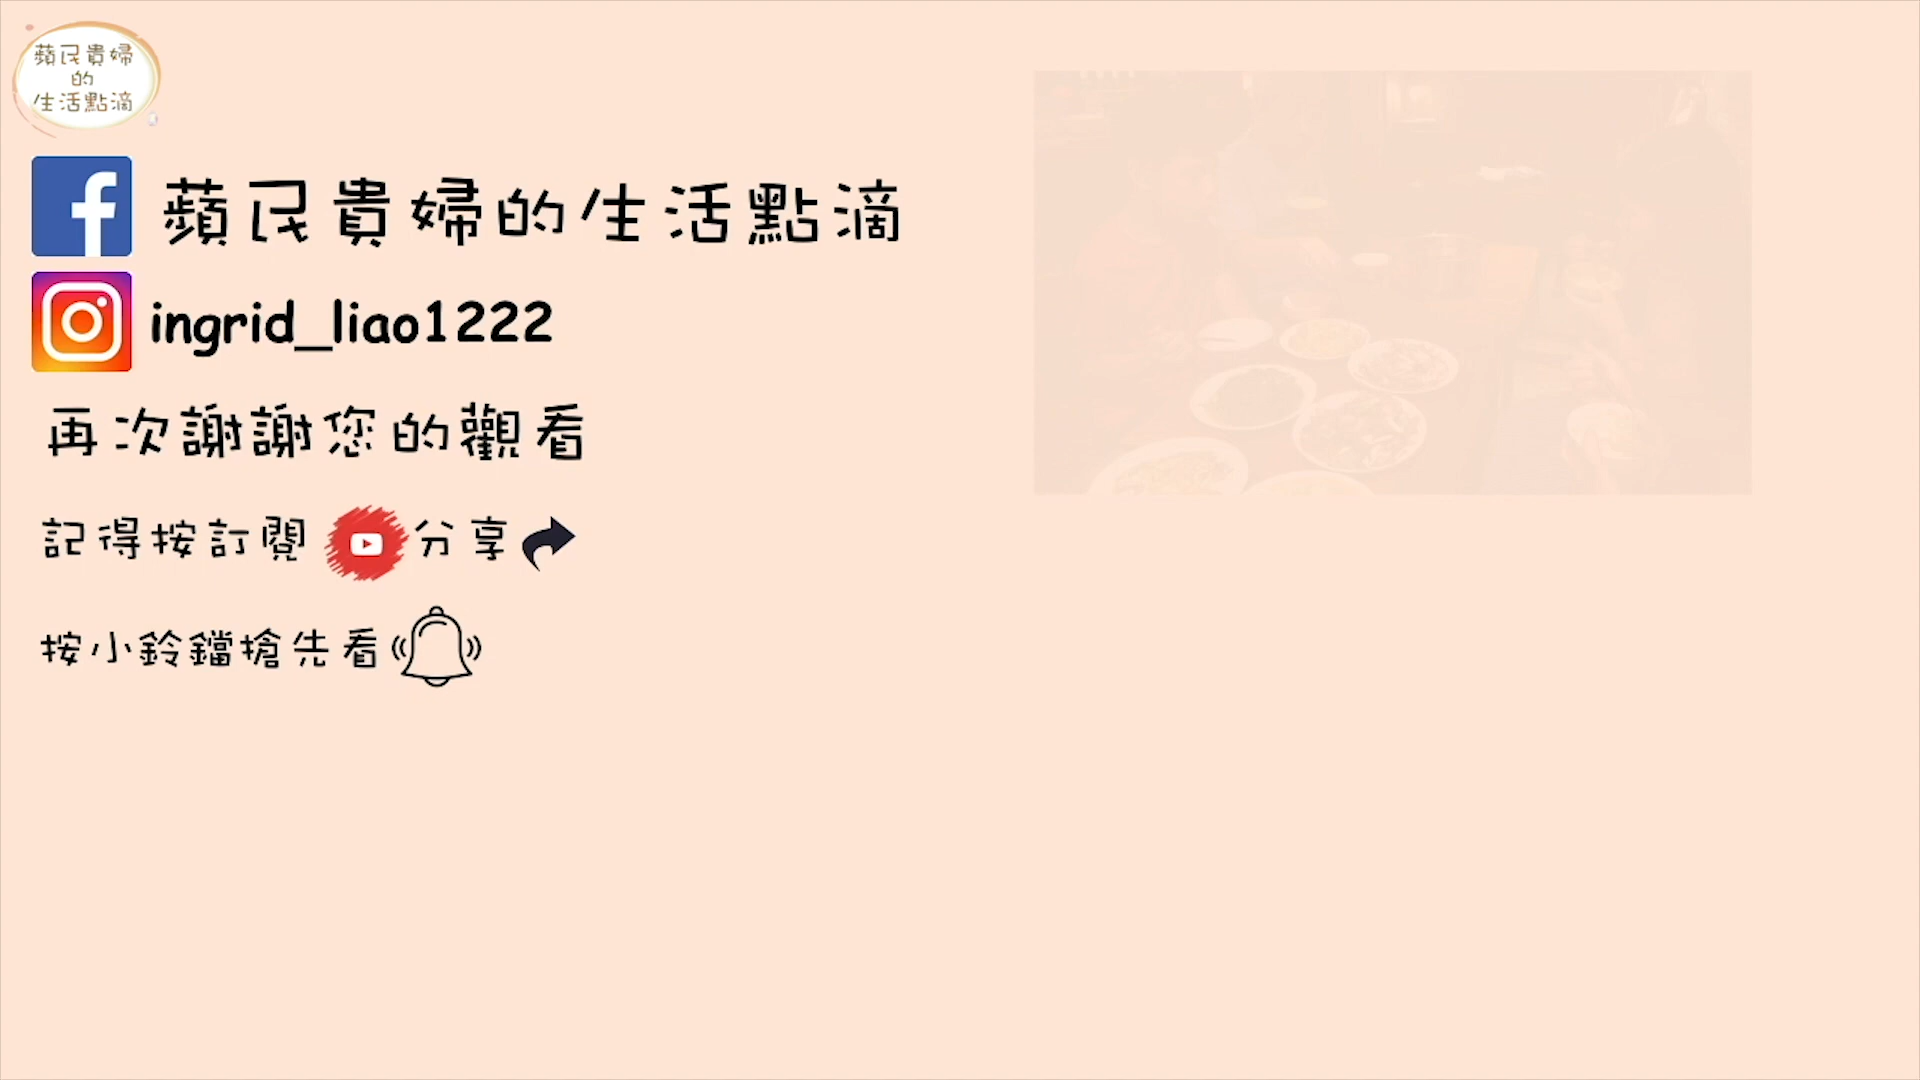 蘋民貴婦
的
生活點滴
蘋民貴婦的生活點滴
ingrid_liao1222
再次謝謝您的觀看
記得按訂閱 分享
按小鈴鐺搶先看